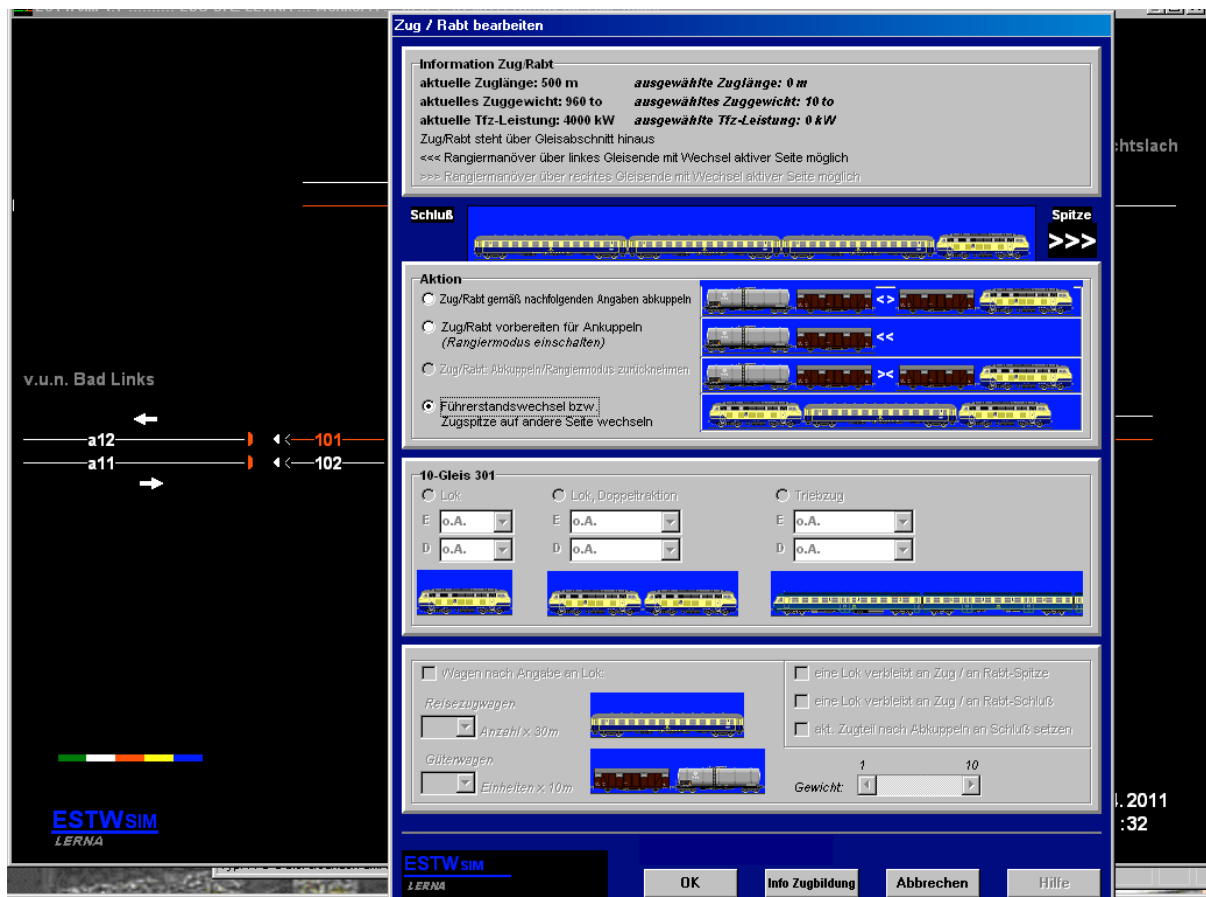 Zug / Rabt bearbeiten
Information Zug/Rabt
aktuelle Zuglänge: 500 m ausgewählte Zuglänge: 0 m
aktuelles Zuggewicht: 960 to ausgewähltes Zuggewicht: 10 to
aktuelle Tfz-Leistung: 4000 kW ausgewählte Tfz-Leistung: 0 kW
Zug/Rabt steht über Gleisabschnitt hinaus
<<< Rangiermanöver über linkes Gleisende mit Wechsel aktiver Seite möglich
>>> Rangiermanöver über rechtes Gleisende mit Wechsel aktiver Seite möglich
chtslach
Schluß
Spitze
>>>
Aktion
Zug/Rabt gemäß nachfolgenden Angaben abkuppeln
<>
Zug/Rabt vorbereiten für Ankuppeln
(Rangiermodus einschalten)
<<
Zug/Rabt: Abkuppeln/Rangiermodus zurücknehmen
><
Führerstandswechsel bzw.
Zugspitze auf andere Seite wechseln
v.u.n. Bad Links
a12 101
a11 102
10-Gleis 301
Lok Lok, Doppeltraktion Triebzug
E o.A. E o.A. E o.A.
D o.A. D o.A. D o.A.
Wagen nach Angabe an Lok:
Reisezugwagen
Anzahl x 30m
Güterwagen
Einheiten x 10m
eine Lok verbleibt an Zug / an Rabt-Spitze
eine Lok verbleibt an Zug / an Rabt-Schluß
akt. Zugteil nach Abkuppeln an Schluß setzen
1 10
Gewicht:
ESTWSIM
LERNA
.2011
:32
ESTWSIM
LERNA
OK Info Zugbildung Abbrechen Hilfe